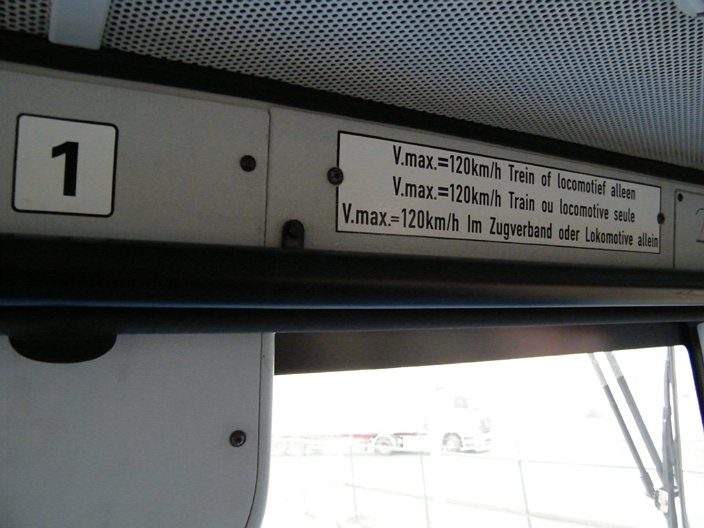 1
V.max.=120km/h Trein of locomotief alleen
V.max.=120km/h Train ou locomotive seule
V.max.=120km/h Im Zugverband oder Lokomotive allein